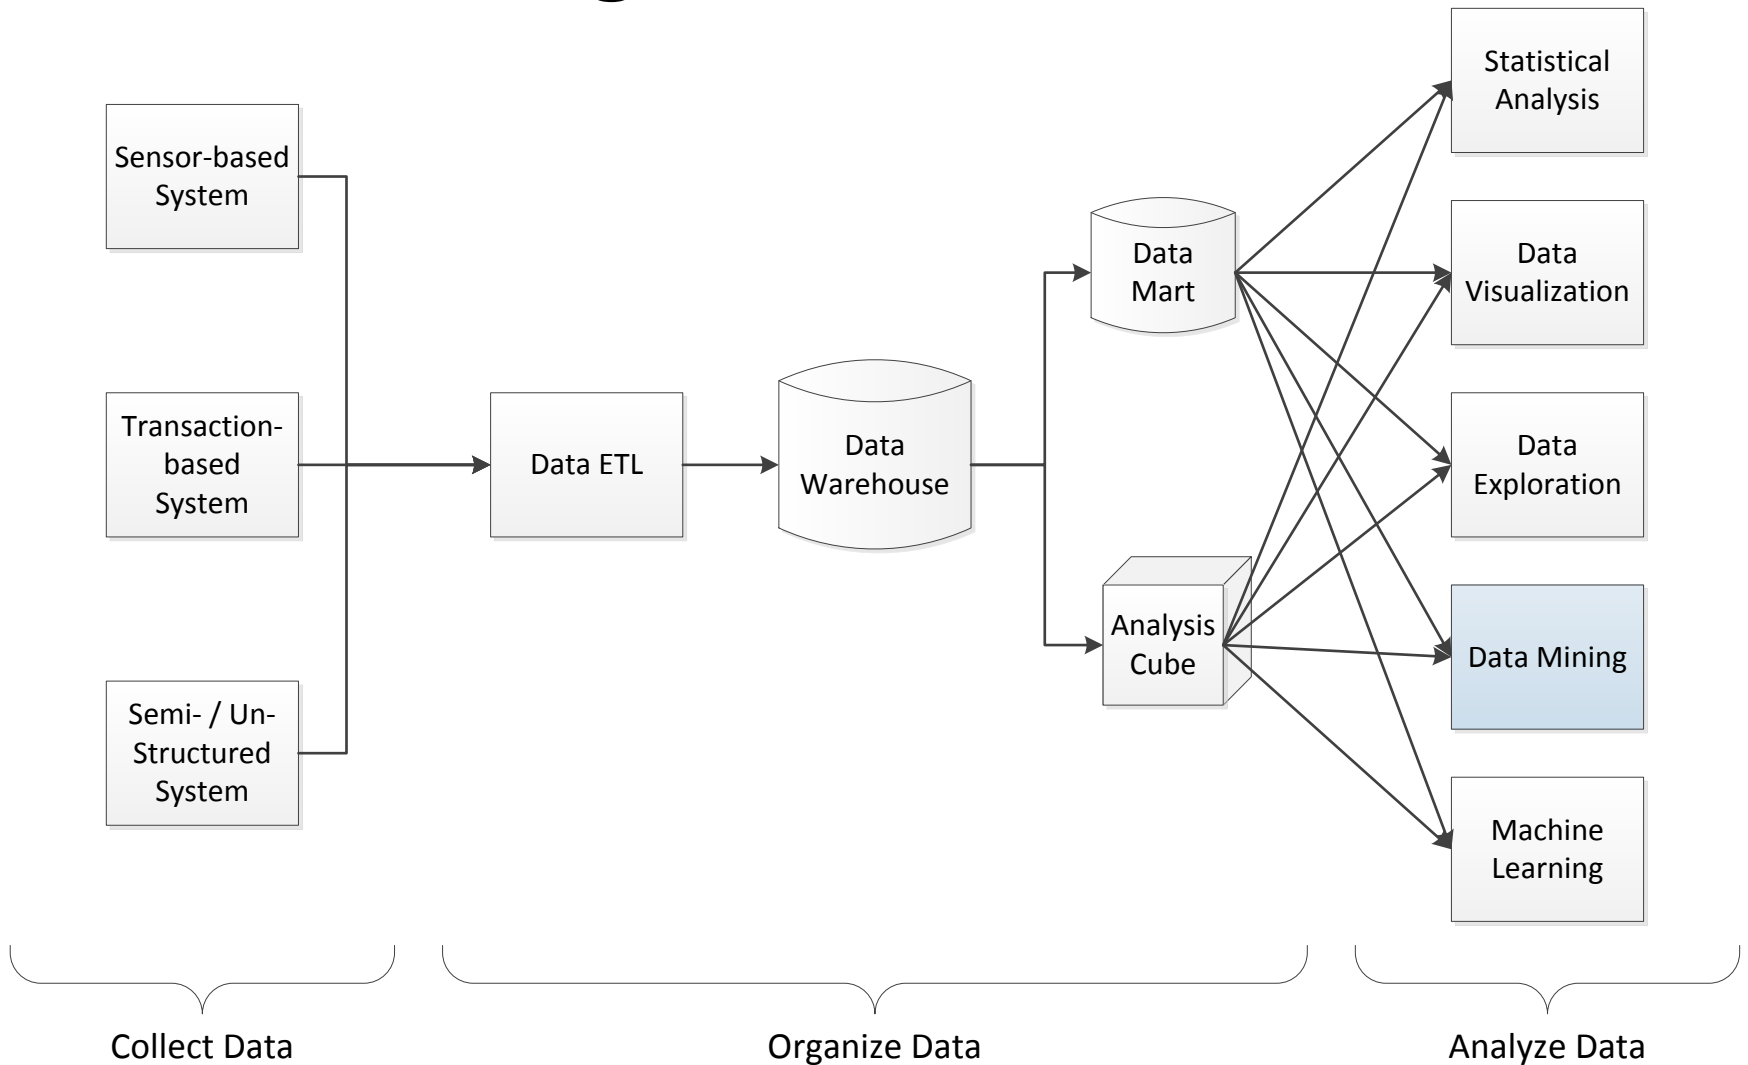 Sensor-based
System
Transaction-
based
System
Semi- / Un-
Structured
System
Data ETL
Data
Warehouse
Data
Mart
Analysis
Cube
Statistical
Analysis
Data
Visualization
Data
Exploration
Data Mining
Machine
Learning
Collect Data
Organize Data
Analyze Data